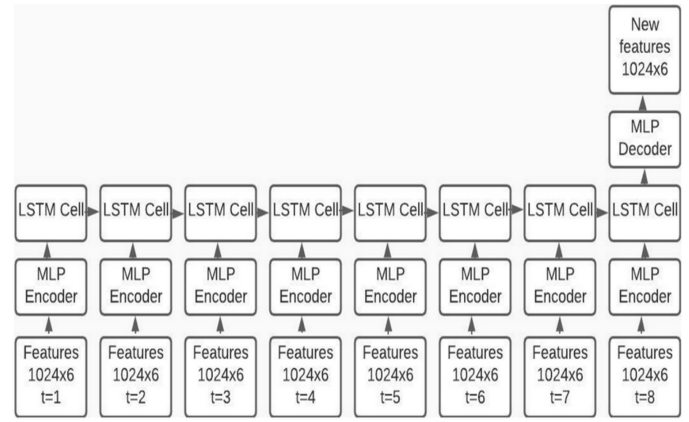 New
features
1024x6
MLP
Decoder
LSTM Cell LSTM Cell LSTM Cell LSTM Cell LSTM Cell LSTM Cell LSTM Cell LSTM Cell
MLP MLP MLP MLP MLP MLP MLP MLP
Encoder Encoder Encoder Encoder Encoder Encoder Encoder Encoder
Features Features Features Features Features Features Features Features
1024x6 1024x6 1024x6 1024x6 1024x6 1024x6 1024x6 1024x6
t=1 t=2 t=3 t=4 t=5 t=6 t=7 t=8